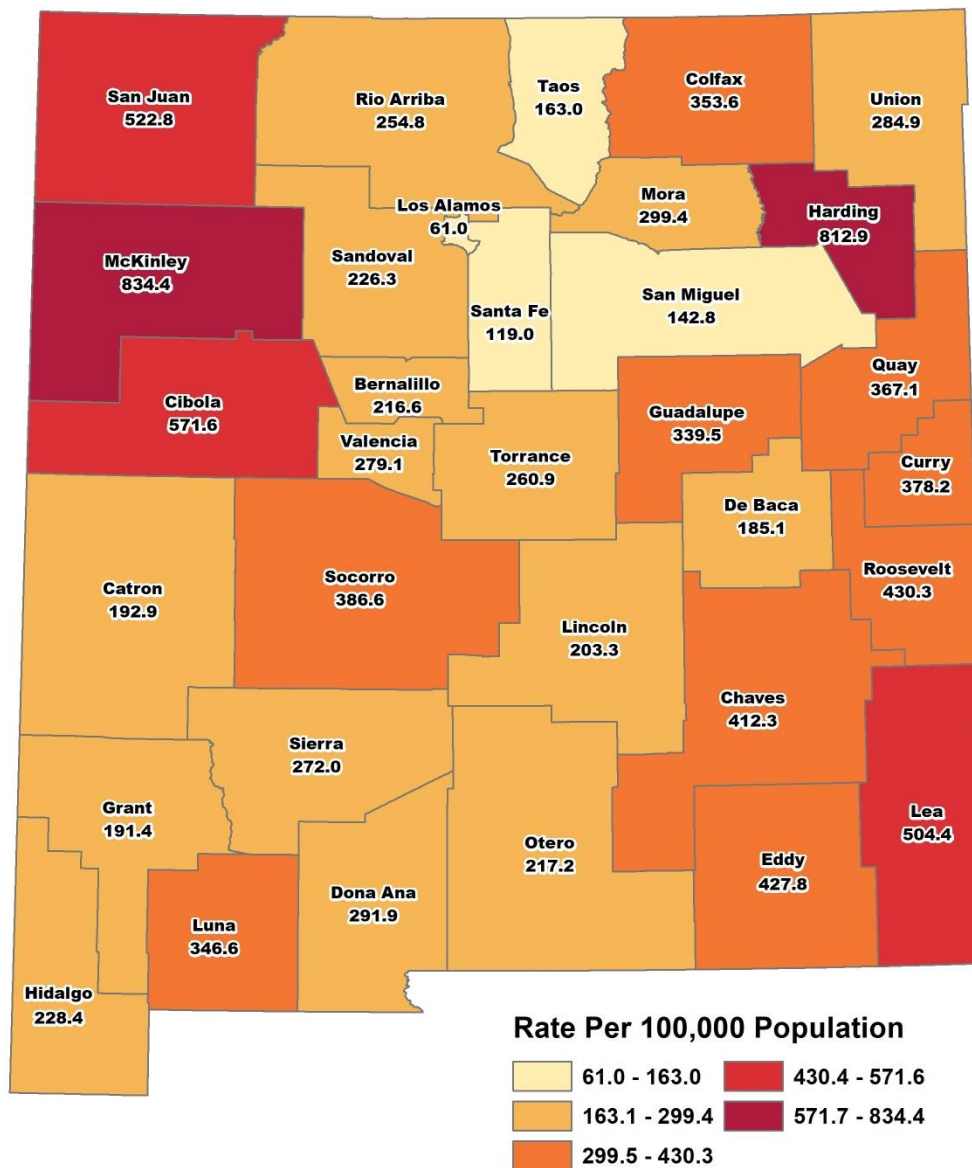 San Juan
522.8
Rio Arriba
254.8
Taos
163.0
Colfax
353.6
Union
284.9
Los Alamos
61.0
Mora
299.4
Harding
812.9
McKinley
834.4
Sandoval
226.3
Santa Fe
119.0
San Miguel
142.8
Cibola
571.6
Bernalillo
216.6
Valencia
279.1
Torrance
260.9
Guadalupe
339.5
Quay
367.1
Curry
378.2
De Baca
185.1
Roosevelt
430.3
Catron
192.9
Socorro
386.6
Lincoln
203.3
Chaves
412.3
Sierra
272.0
Grant
191.4
Otero
217.2
Lea
504.4
Eddy
427.8
Dona Ana
291.9
Luna
346.6
Hidalgo
228.4
Rate Per 100,000 Population
61.0 - 163.0
163.1 - 299.4
299.5 - 430.3
430.4 - 571.6
571.7 - 834.4